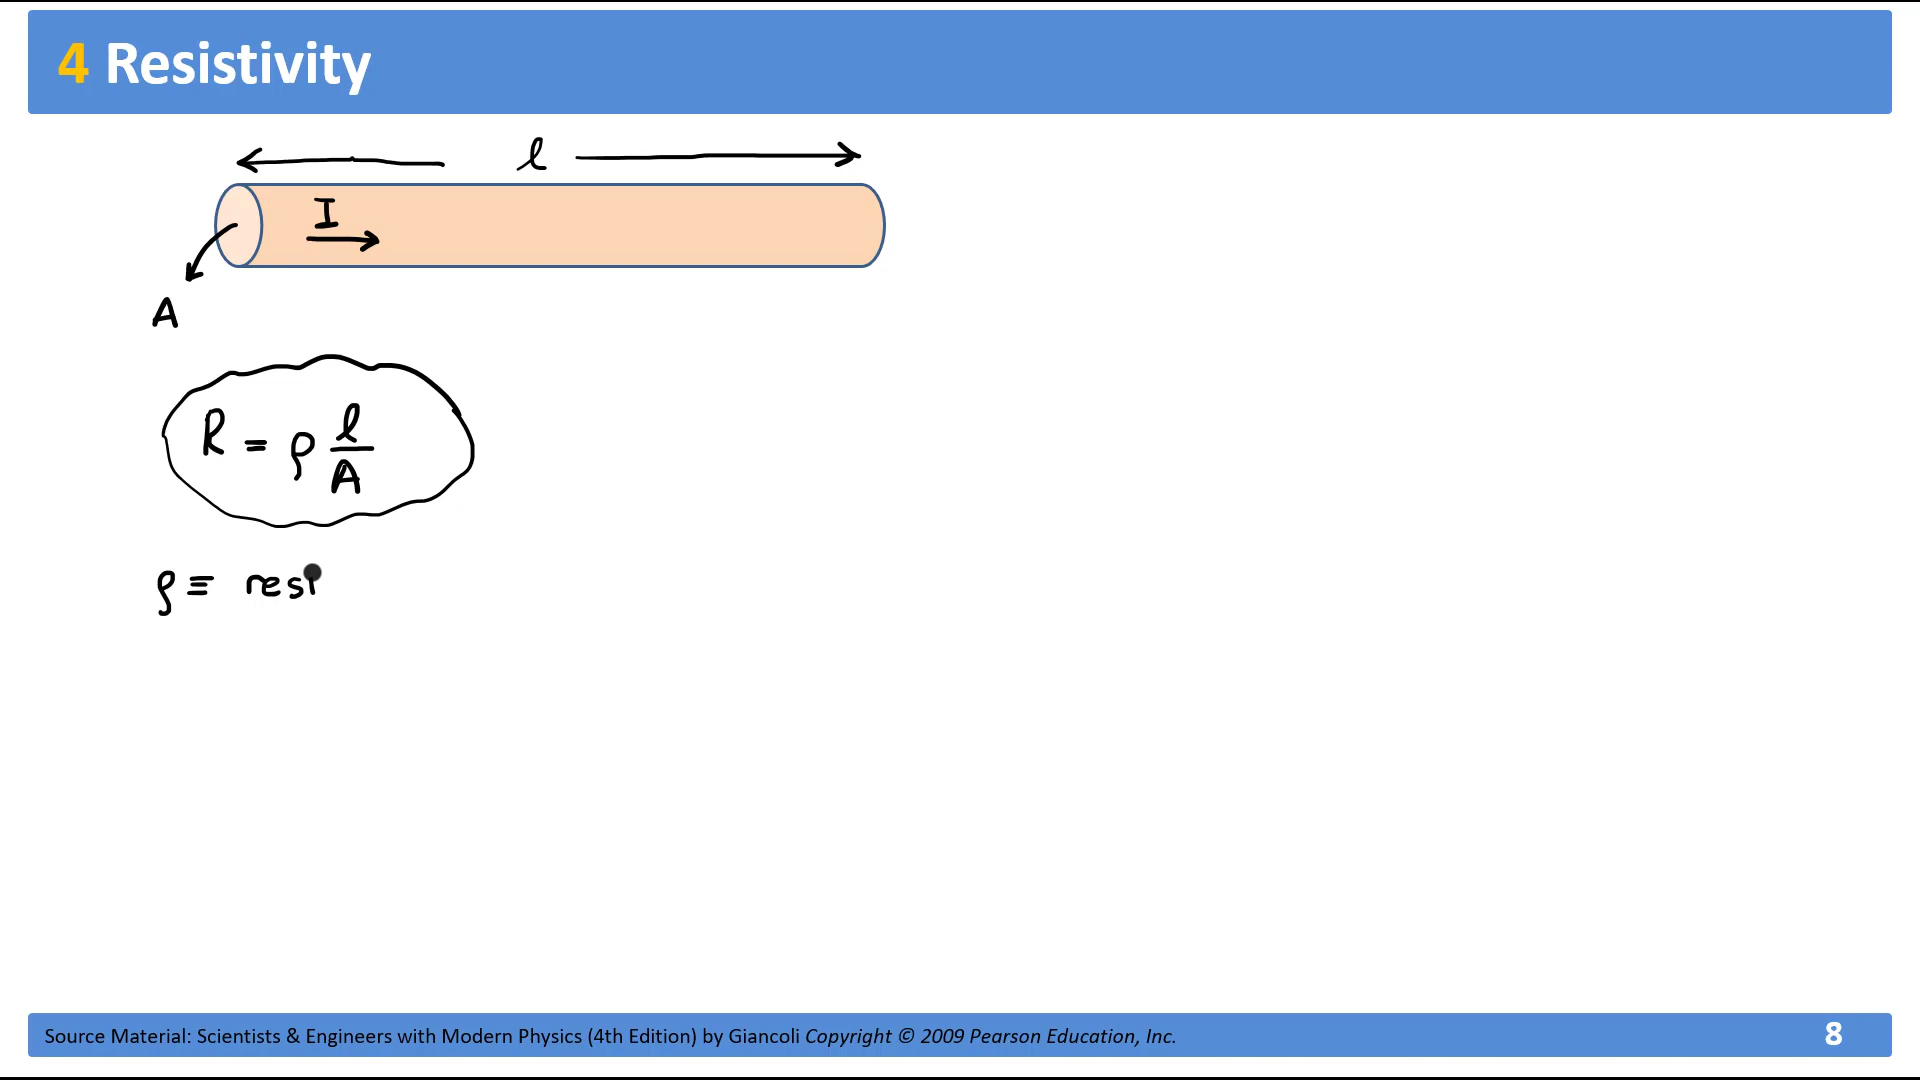 4 Resistivity
l
I
A
R = ρ l/A
ρ ≡ resi
Source Material: Scientists & Engineers with Modern Physics (4th Edition) by Giancoli Copyright © 2009 Pearson Education, Inc.
8